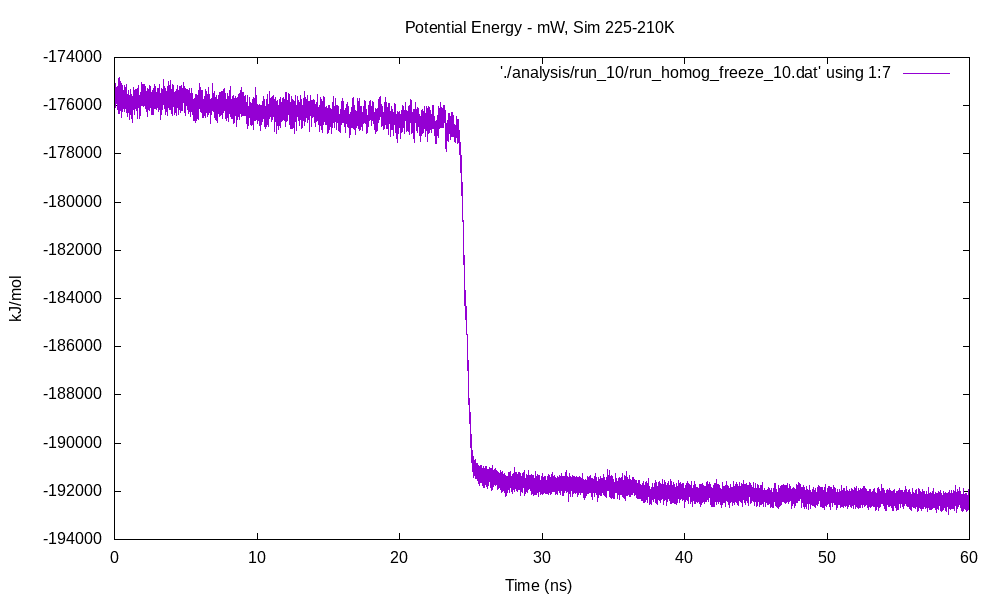 Potential Energy - mW, Sim 225-210K
'./analysis/run_10/run_homog_freeze_10.dat' using 1:7
-174000
-176000
-178000
-180000
-182000
-184000
-186000
-188000
-190000
-192000
-194000
kJ/mol
0 10 20 30 40 50 60
Time (ns)